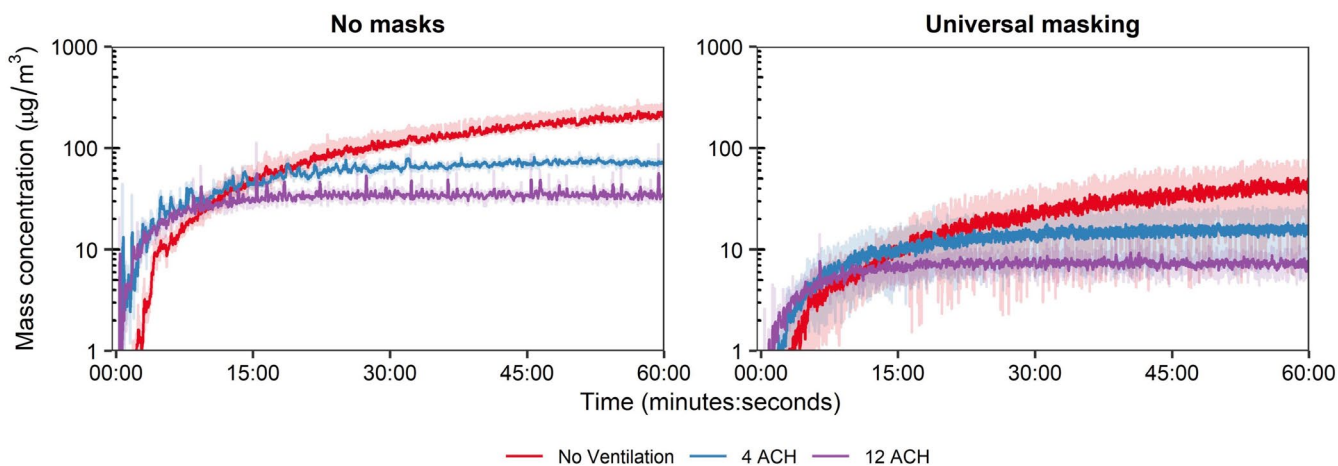 No masks
Universal masking
Mass concentration (μg/m³)
1000
100
10
1
00:00 15:00 30:00 45:00 60:00
1000
100
10
1
00:00 15:00 30:00 45:00 60:00
Time (minutes:seconds)
No Ventilation 4 ACH 12 ACH